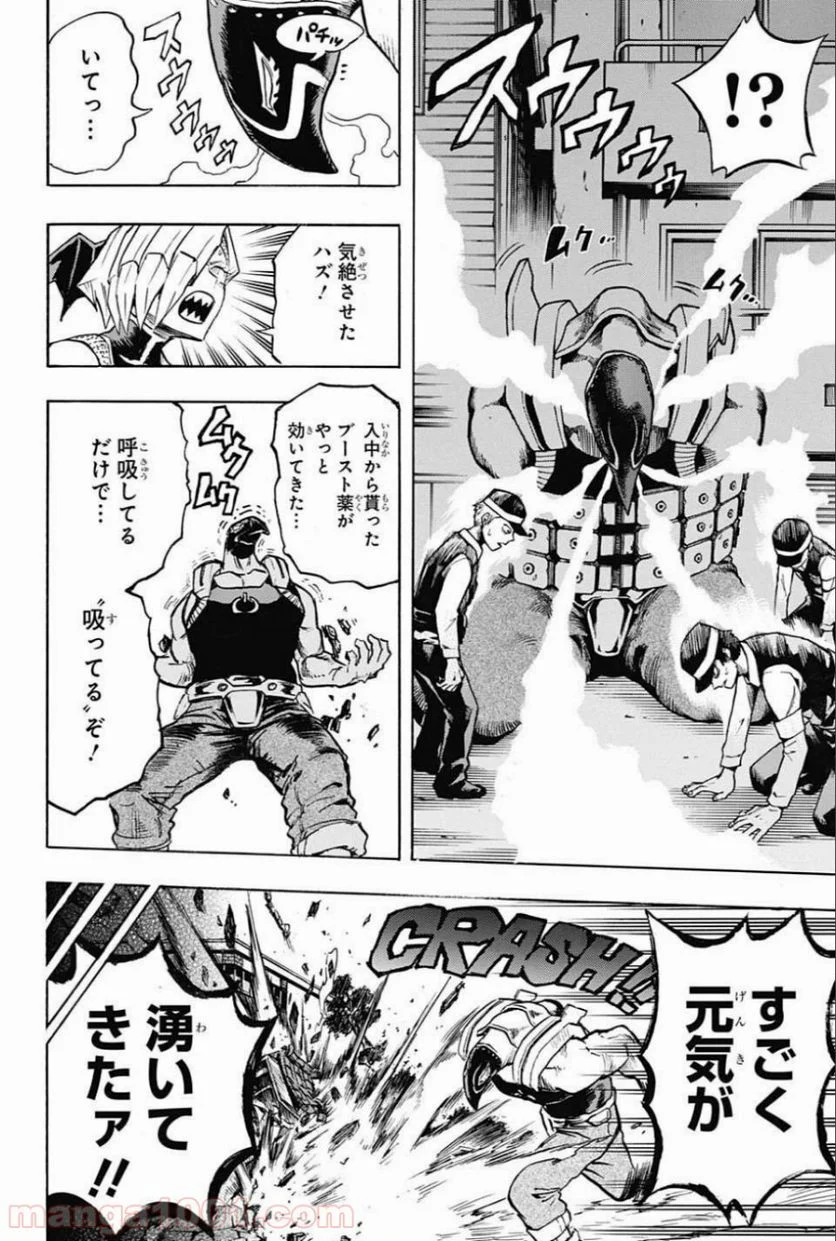 !?
スウウウウ
ムク
ムク
パチッ
いてっ…
スウウウウ
気絶させた
ハズ!
入中から貰った
ブースト薬が
やっと
効いてきた…
ムクムク
呼吸してる
だけで…
〝吸ってる〟ぞ!
CRASH!!
すごく
元気が
湧いて
きたァ!!
manga1001.com